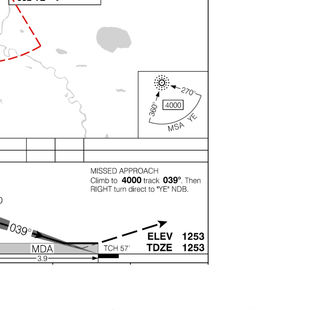 270°
360°
4000
MSA YE
MISSED APPROACH
Climb to 4000 track 039°. Then
RIGHT turn direct to "YE" NDB.
039°
ELEV 1253
MDA
TCH 57'
TDZE 1253
3.9